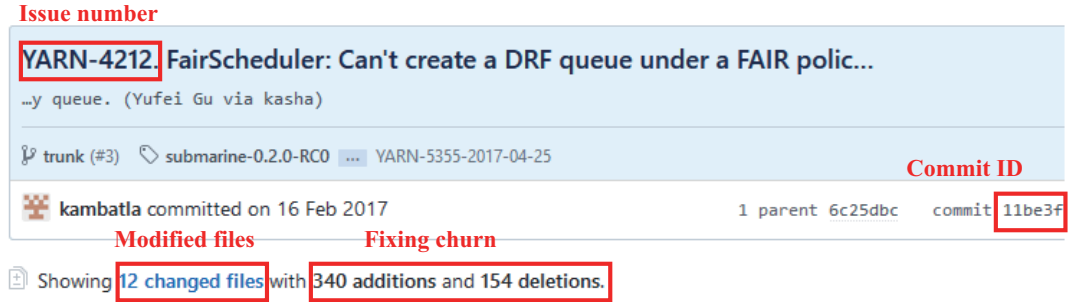 Issue number
YARN-4212. FairScheduler: Can't create a DRF queue under a FAIR polic...
…y queue. (Yufei Gu via kasha)
trunk (#3) submarine-0.2.0-RC0 ... YARN-5355-2017-04-25
Commit ID
kambatla committed on 16 Feb 2017 1 parent 6c25dbc commit 11be3f
Modified files Fixing churn
Showing 12 changed files with 340 additions and 154 deletions.